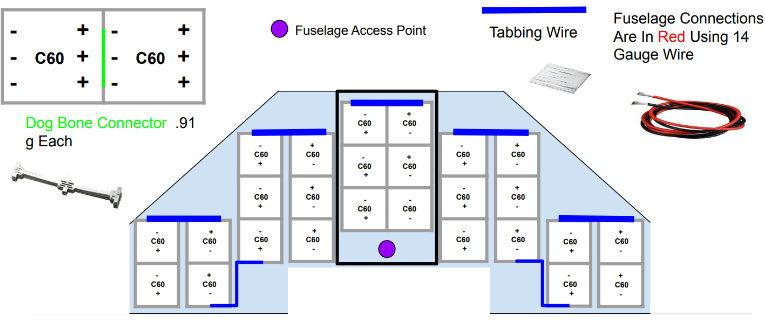 - + - +
- C60 + - C60 +
- + - +
Dog Bone Connector .91
g Each
Fuselage Access Point
Tabbing Wire
Fuselage Connections
Are In Red Using 14
Gauge Wire
- +
C60 C60
+ -
- +
C60 C60
+ -
- +
C60 C60
+ -
- +
C60 C60
+ -
- +
C60 C60
+ -
- +
C60 C60
+ -
- +
C60 C60
+ -
- +
C60 C60
+ -
- +
C60 C60
+ -
- +
C60 C60
+ -
- +
C60 C60
+ -
- +
C60 C60
+ -
- +
C60 C60
+ -